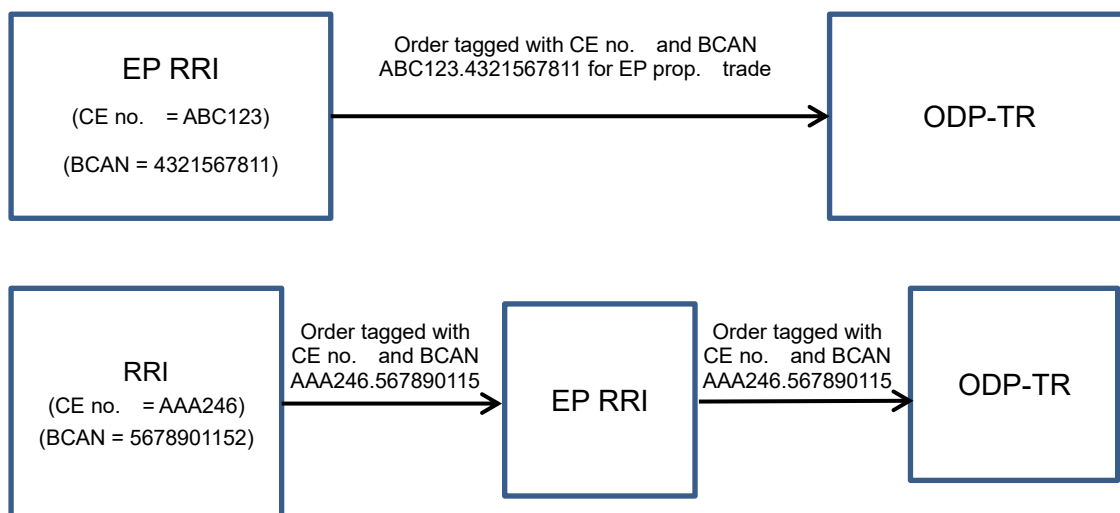 EP RRI
(CE no. = ABC123)
(BCAN = 4321567811)
Order tagged with CE no. and BCAN
ABC123.4321567811 for EP prop. trade
ODP-TR
RRI
(CE no. = AAA246)
(BCAN = 5678901152)
Order tagged with
CE no. and BCAN
AAA246.567890115
EP RRI
Order tagged with
CE no. and BCAN
AAA246.567890115
ODP-TR